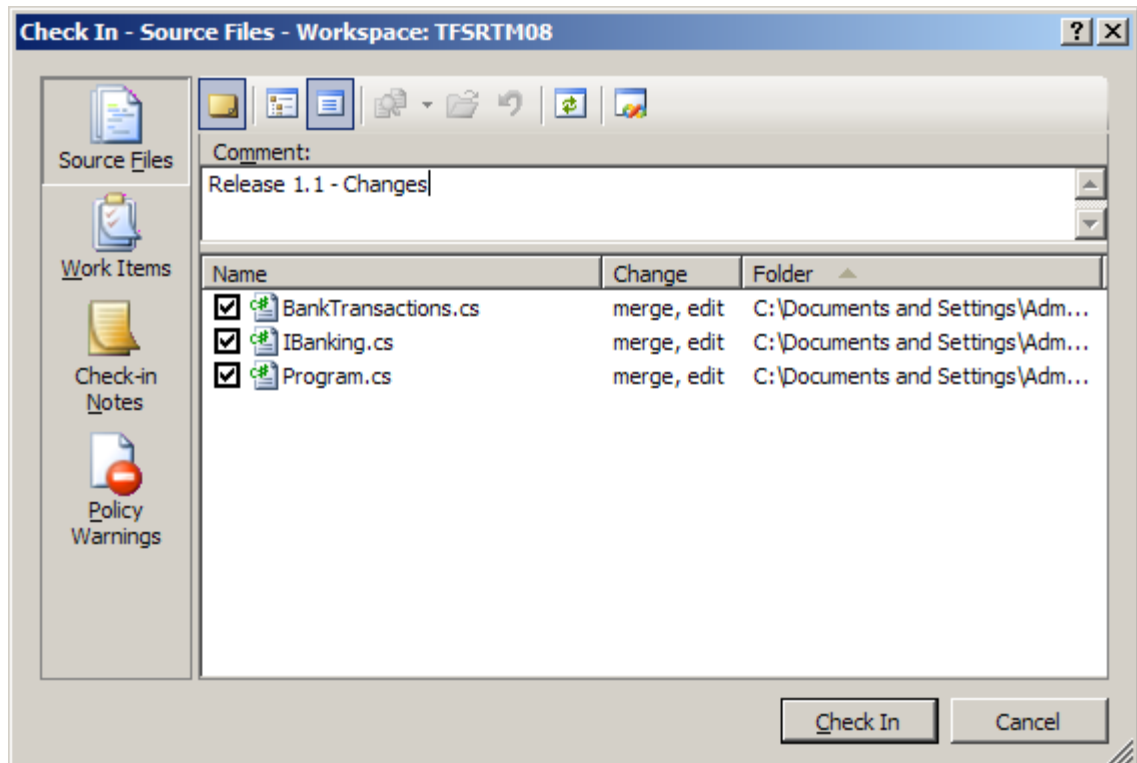 Check In - Source Files - Workspace: TFSRTM08
Source Files
Work Items
Check-in
Notes
Policy
Warnings
Comment:
Release 1.1 - Changes
Name Change Folder
BankTransactions.cs merge, edit C:\Documents and Settings\Adm...
IBanking.cs merge, edit C:\Documents and Settings\Adm...
Program.cs merge, edit C:\Documents and Settings\Adm...
Check In Cancel